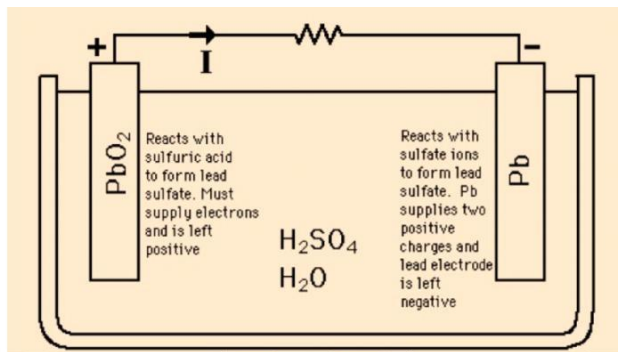 +
I
-
PbO2
Reacts with
sulfuric acid
to form lead
sulfate. Must
supply electrons
and is left
positive
H2SO4
H2O
Reacts with
sulfate ions
to form lead
sulfate. Pb
supplies two
positive
charges and
lead electrode
is left
negative
Pb